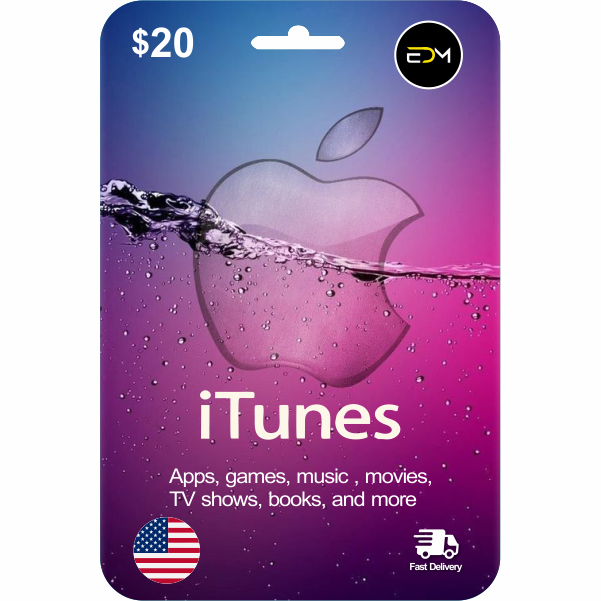 $20
EDM
iTunes
Apps, games, music , movies,
TV shows, books, and more
Fast Delivery